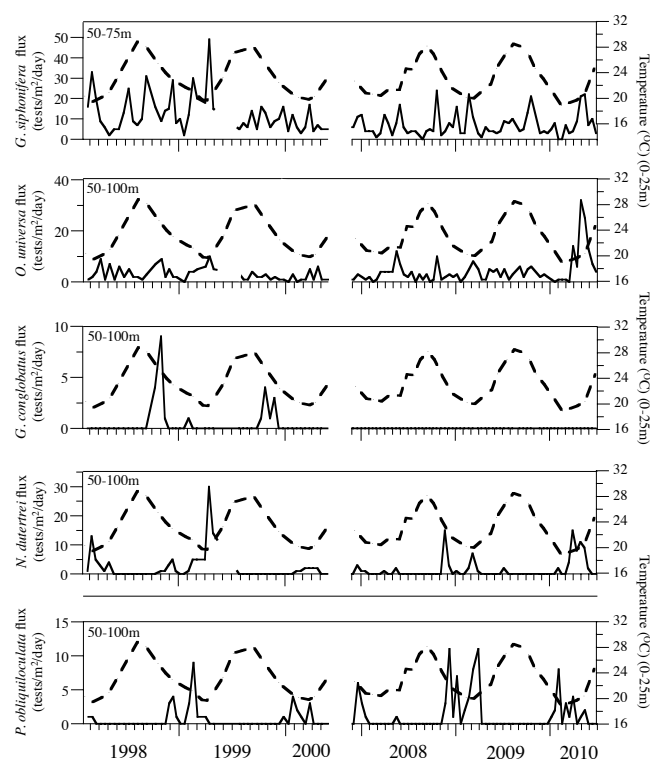 G. siphonifera flux
(tests/m²/day)
50-75m
50
40
30
20
10
0
32
28
24
20
16
Temperature (ºC) (0-25m)
O. universa flux
(tests/m²/day)
50-100m
40
20
0
32
28
24
20
16
G. conglobatus flux
(tests/m²/day)
50-100m
10
5
0
32
28
24
20
16
Temperature (ºC) (0-25m)
N. dutertrei flux
(tests/m²/day)
50-100m
30
20
10
0
32
28
24
20
16
P. obliquiloculata flux
(tests/m²/day)
50-100m
15
10
5
0
32
28
24
20
16
Temperature (ºC) (0-25m)
1998 1999 2000 2008 2009 2010